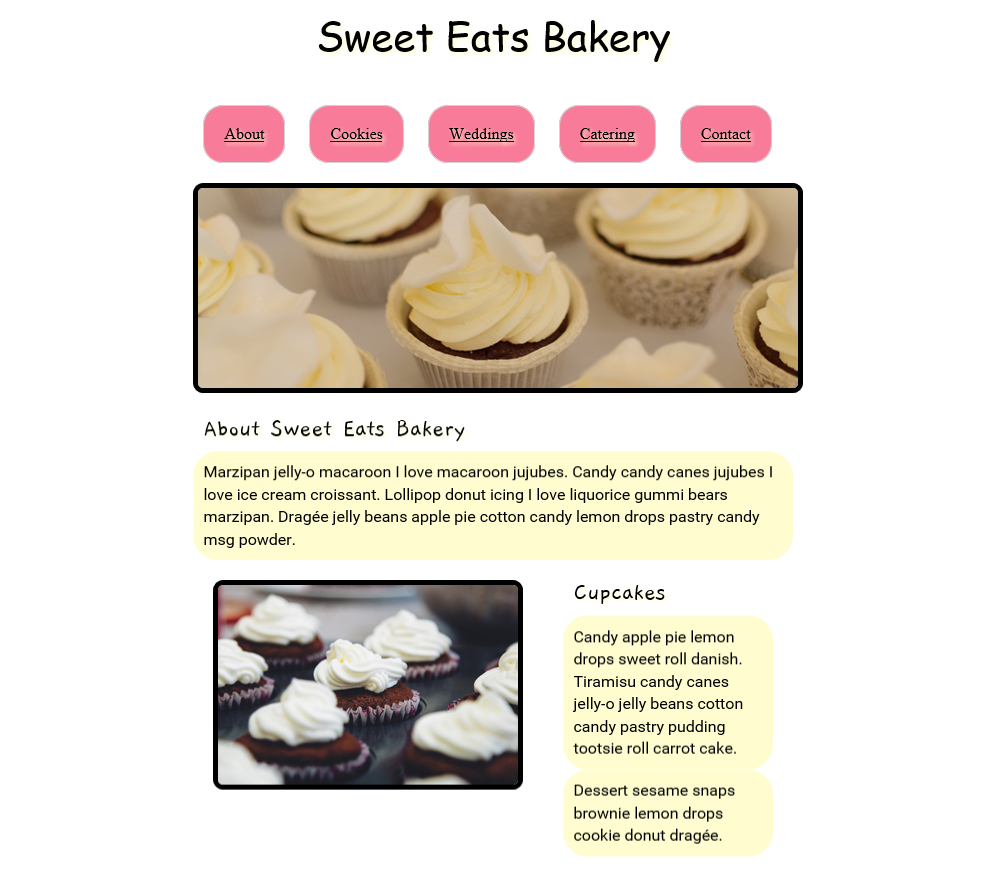 Sweet Eats Bakery
About Cookies Weddings Catering Contact
About Sweet Eats Bakery
Marzipan jelly-o macaroon I love macaroon jujubes. Candy candy canes jujubes I
love ice cream croissant. Lollipop donut icing I love liquorice gummi bears
marzipan. Dragée jelly beans apple pie cotton candy lemon drops pastry candy
msg powder.
Cupcakes
Candy apple pie lemon
drops sweet roll danish.
Tiramisu candy canes
jelly-o jelly beans cotton
candy pastry pudding
tootsie roll carrot cake.
Dessert sesame snaps
brownie lemon drops
cookie donut dragée.